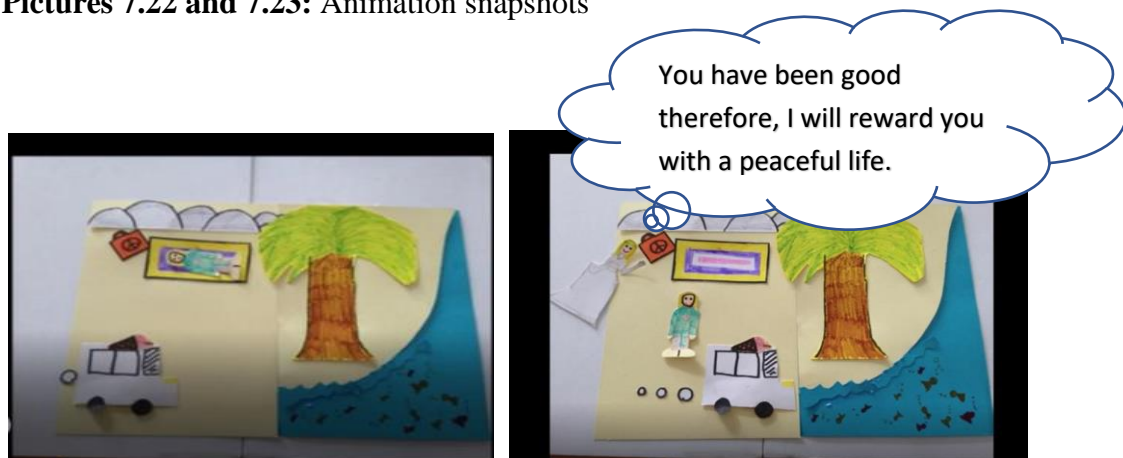 Pictures 7.22 and 7.23: Animation snapshots
You have been good
therefore, I will reward you
with a peaceful life.